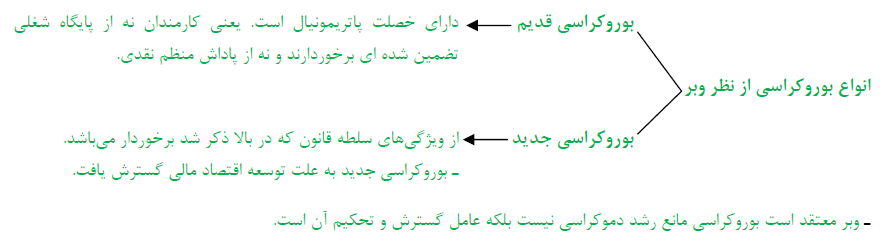 انواع بوروکراسی از نظر وبر
بوروکراسی قدیم
دارای خصلت پاتریمونیال است. یعنی کارمندان نه از پایگاه شغلی
تضمین شده ای برخوردارند و نه از پاداش منظم نقدی.
بوروکراسی جدید
از ویژگی‌های سلطه قانون که در بالا ذکر شد برخوردار می‌باشد.
ـ بوروکراسی جدید به علت توسعه اقتصاد مالی گسترش یافت.
ـ وبر معتقد است بوروکراسی مانع رشد دموکراسی نیست بلکه عامل گسترش و تحکیم آن است.